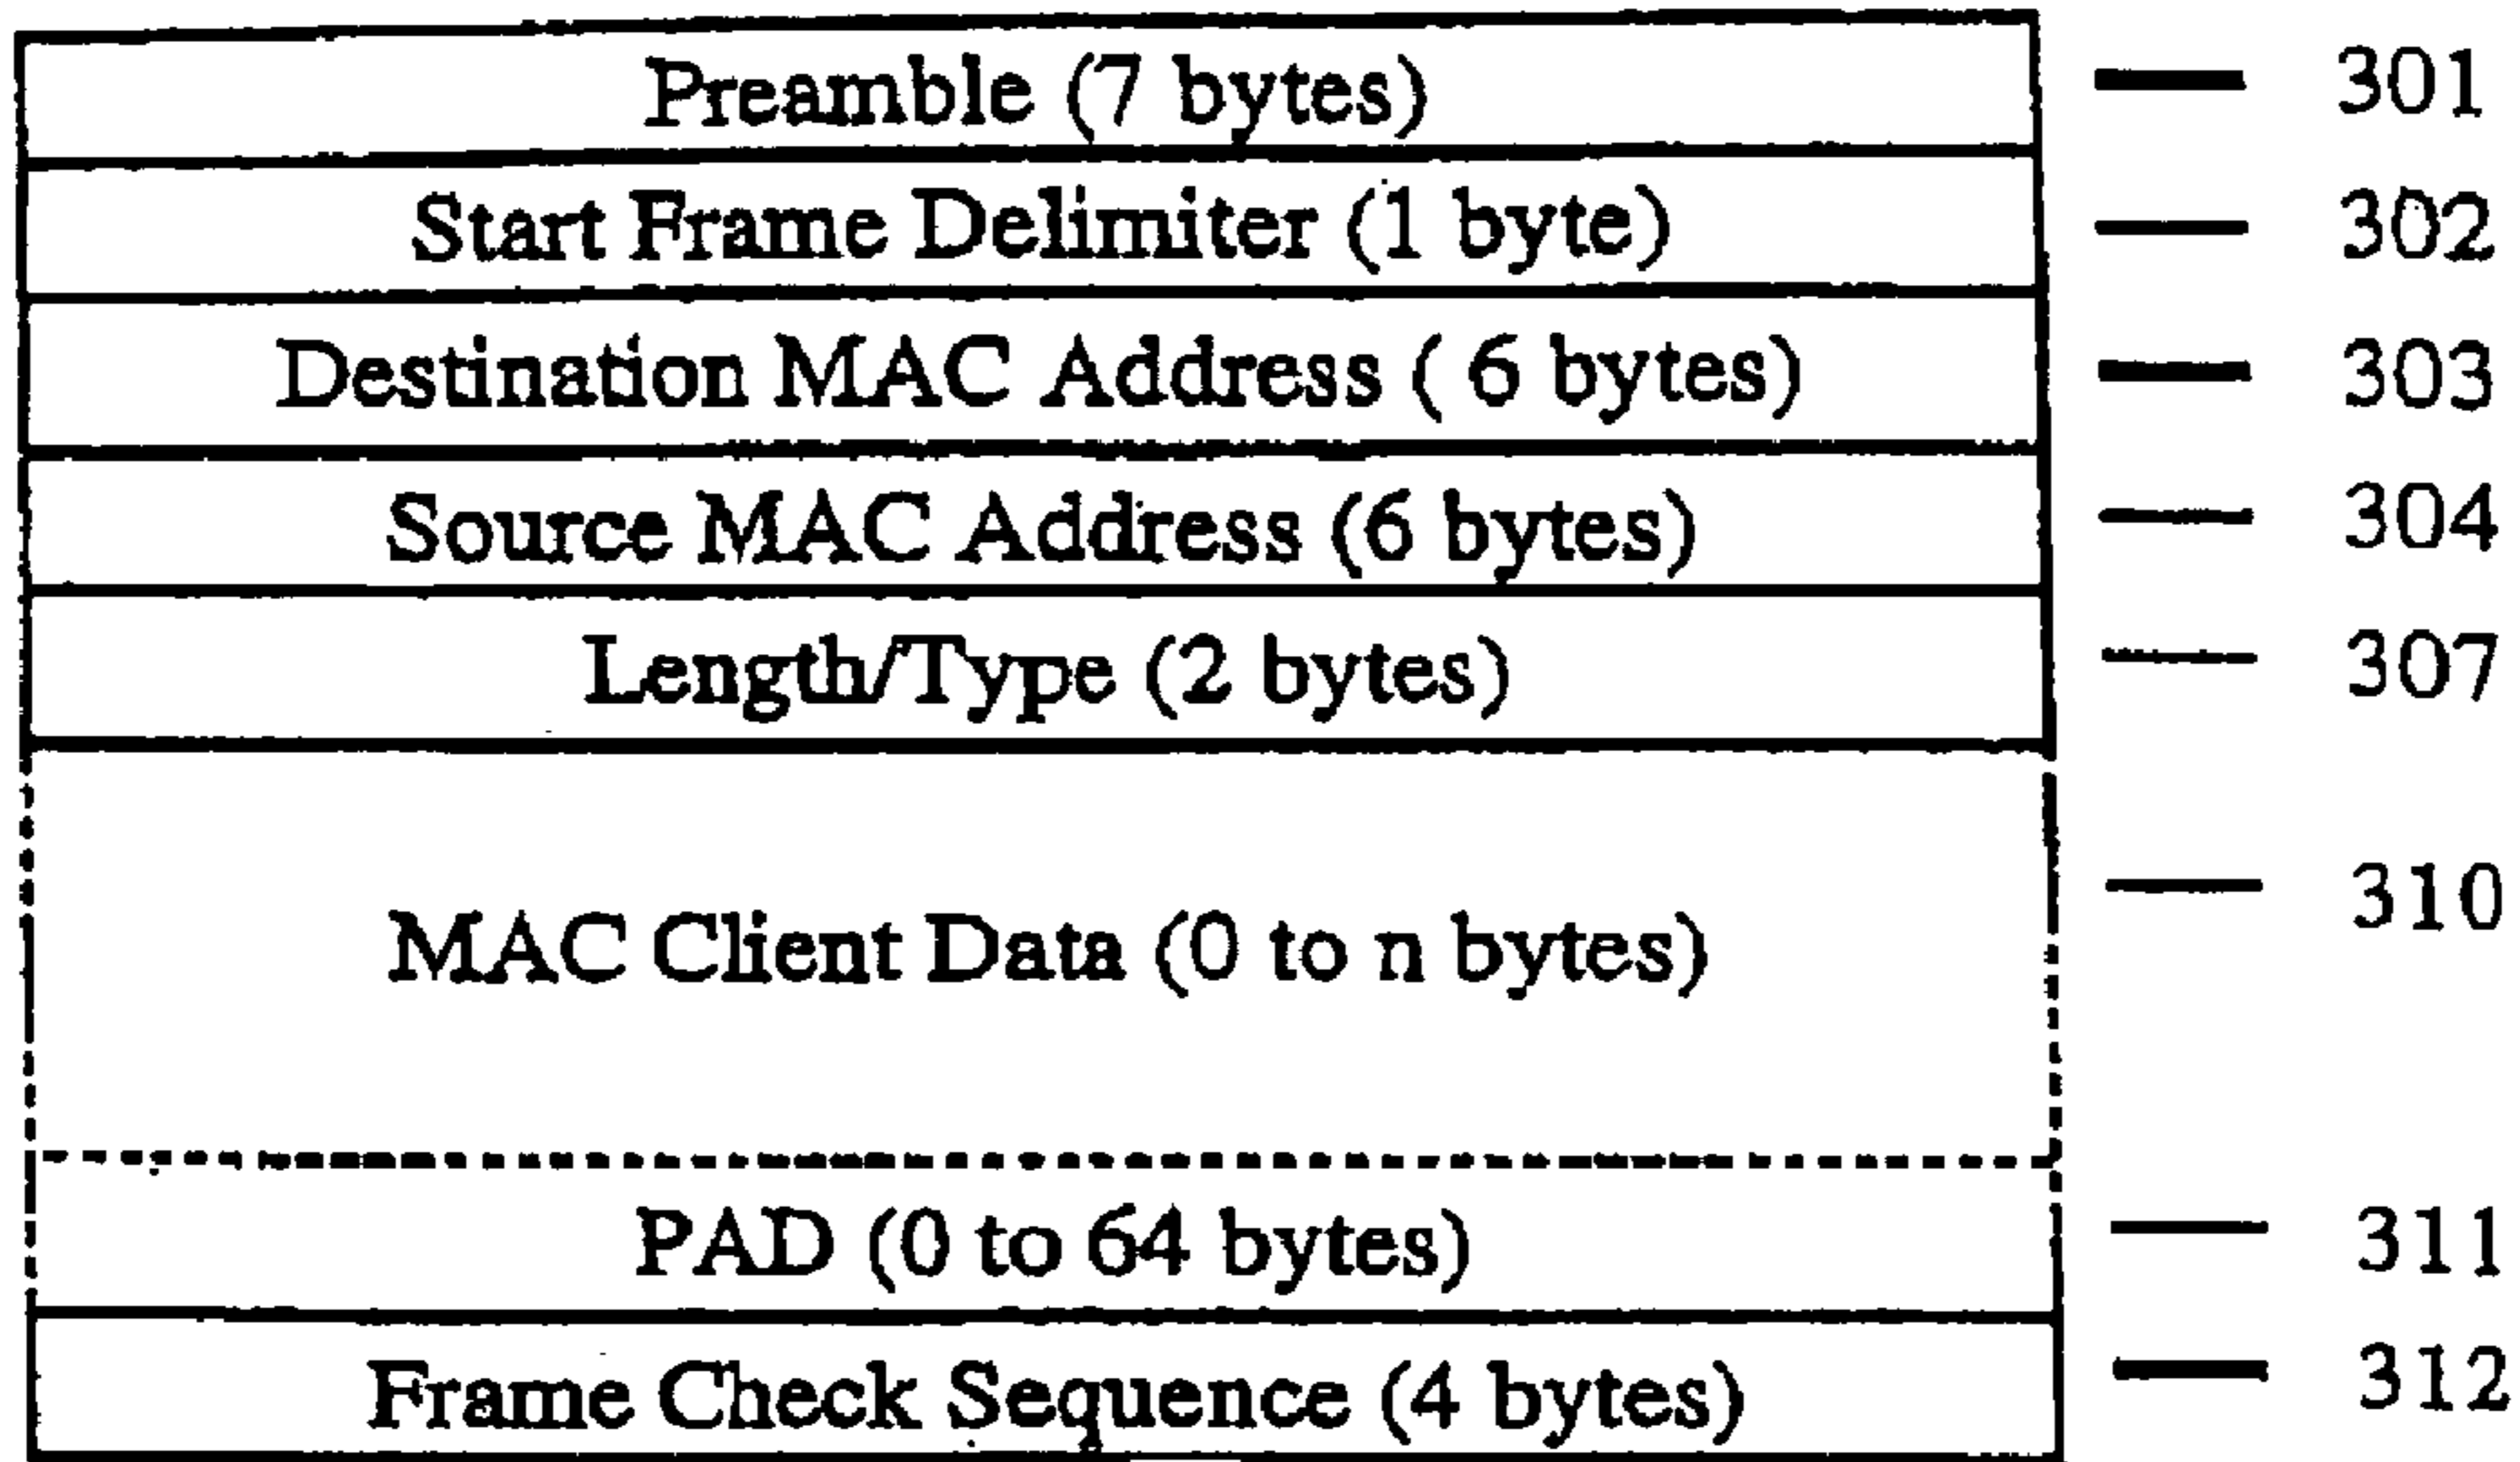 Preamble (7 bytes) 301
Start Frame Delimiter (1 byte) 302
Destination MAC Address ( 6 bytes) 303
Source MAC Address (6 bytes) 304
Length/Type (2 bytes) 307
MAC Client Data (0 to n bytes) 310
PAD (0 to 64 bytes) 311
Frame Check Sequence (4 bytes) 312